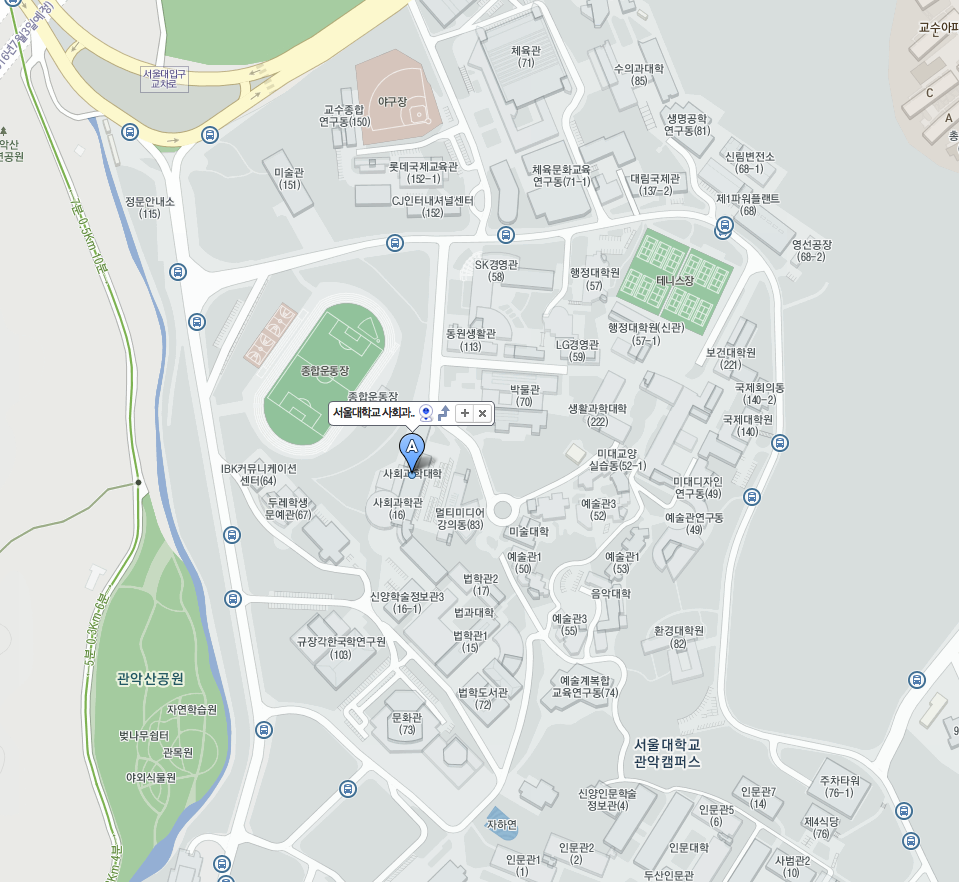 서울대입구
교차로
체육관
(71)
수의과대학
(85)
교수아파
야구장
교수종합
연구동(150)
생명공학
연구동(81)
C
A
미술관
(151)
롯데국제교육관
(152-1)
체육문화교육
연구동(71-1)
신림변전소
(68-1)
대림국제관
(137-2)
CJ인터내셔널센터
(152)
정문안내소
(115)
제1파워플랜트
(68)
영선공장
(68-2)
7분-0.5Km-10분
SK경영관
(58)
행정대학원
(57)
테니스장
동원생활관
(113)
행정대학원(신관)
(57-1)
LG경영관
(59)
보건대학원
(221)
종합운동장
종합운동장
박물관
(70)
국제회의동
(140-2)
생활과학대학
(222)
국제대학원
(140)
서울대학교 사회과..
A
미대교양
실습동(52-1)
IBK커뮤니케이션
센터(64)
사회과학대학
미대디자인
연구동(49)
두레학생
문예관(67)
사회과학관
(16)
멀티미디어
강의동(83)
예술관3
(52)
예술관연구동
(49)
미술대학
예술관1
(50)
예술관1
(53)
법학관2
(17)
신양학술정보관3
(16-1)
음악대학
법과대학
예술관3
(55)
환경대학원
(82)
5분-0.3Km-6분
규장각한국학연구원
(103)
법학관1
(15)
관악산공원
법학도서관
(72)
예술계복합
교육연구동(74)
자연학습원
벚나무쉼터
문화관
(73)
관목원
서울대학교
관악캠퍼스
야외식물원
신양인문학술
정보관(4)
인문관7
(14)
주차타워
(76-1)
자하연
인문관5
(6)
제4식당
(76)
인문관1
(1)
인문관2
(2)
인문대학
사범관2
(10)
두산인문관